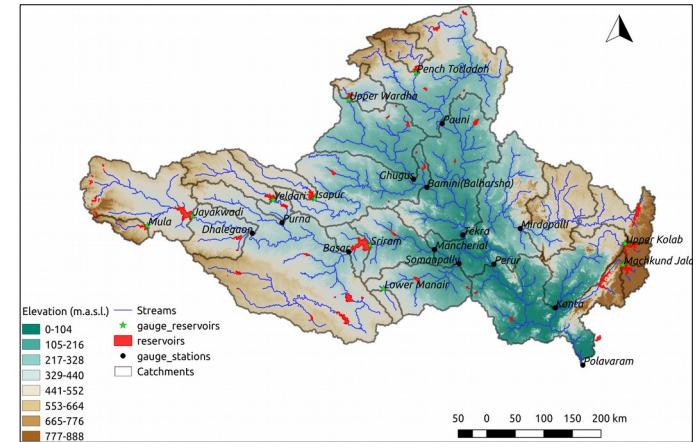 Pench Totladoh
Upper Wardha
Pauni
Ghugus
Bamini(Balharsha)
Yeldari
Isapur
Jayakwadi
Mula
Purna
Dhalegaon
Mirdapalli
Tekra
Basar
Sriram
Mancherial
Upper Kolab
Somanpally
Perur
Machkund Jala
Lower Manair
Konta
Polavaram
Elevation (m.a.s.l.)
0-104
105-216
217-328
329-440
441-552
553-664
665-776
777-888
Streams
gauge_reservoirs
reservoirs
gauge_stations
Catchments
50 0 50 100 150 200 km